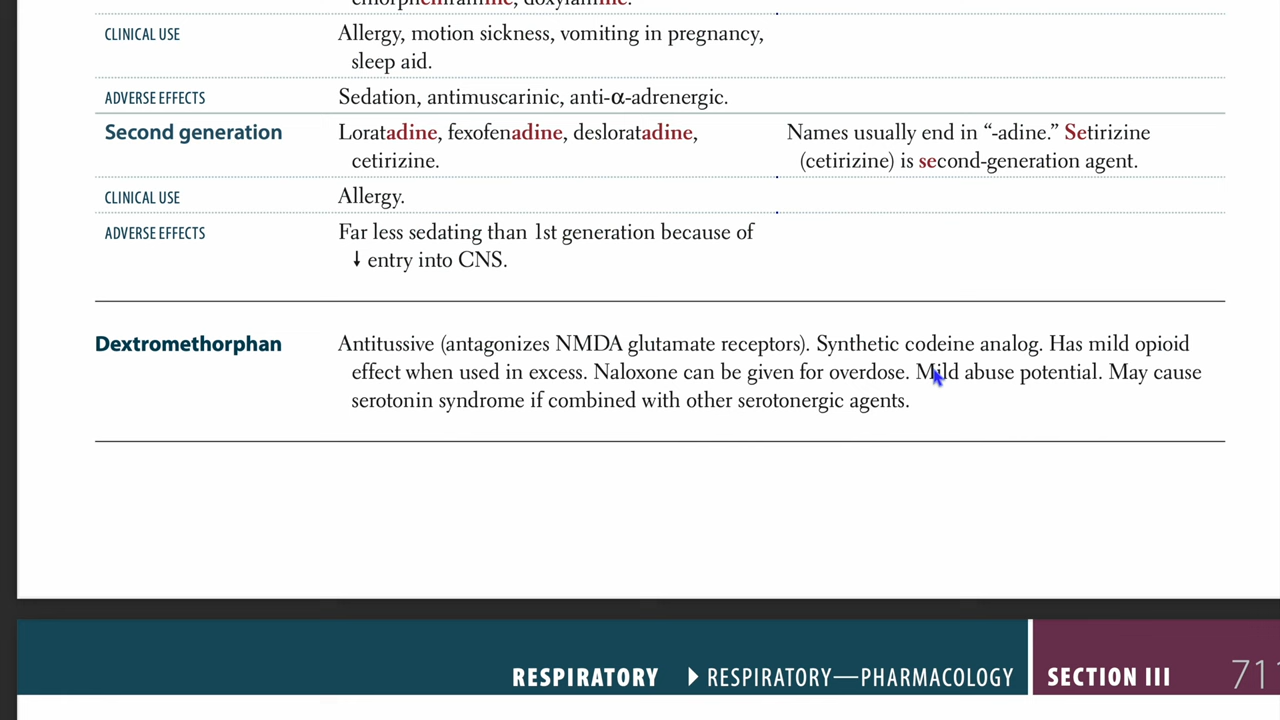 CLINICAL USE
Allergy, motion sickness, vomiting in pregnancy,
sleep aid.
ADVERSE EFFECTS
Sedation, antimuscarinic, anti-α-adrenergic.
Second generation
Loratadine, fexofenadine, desloratadine,
cetirizine.
Names usually end in “-adine.” Setirizine
(cetirizine) is second-generation agent.
CLINICAL USE
Allergy.
ADVERSE EFFECTS
Far less sedating than 1st generation because of
↓ entry into CNS.
Dextromethorphan
Antitussive (antagonizes NMDA glutamate receptors). Synthetic codeine analog. Has mild opioid
effect when used in excess. Naloxone can be given for overdose. Mild abuse potential. May cause
serotonin syndrome if combined with other serotonergic agents.
RESPIRATORY ▶ RESPIRATORY—PHARMACOLOGY SECTION III